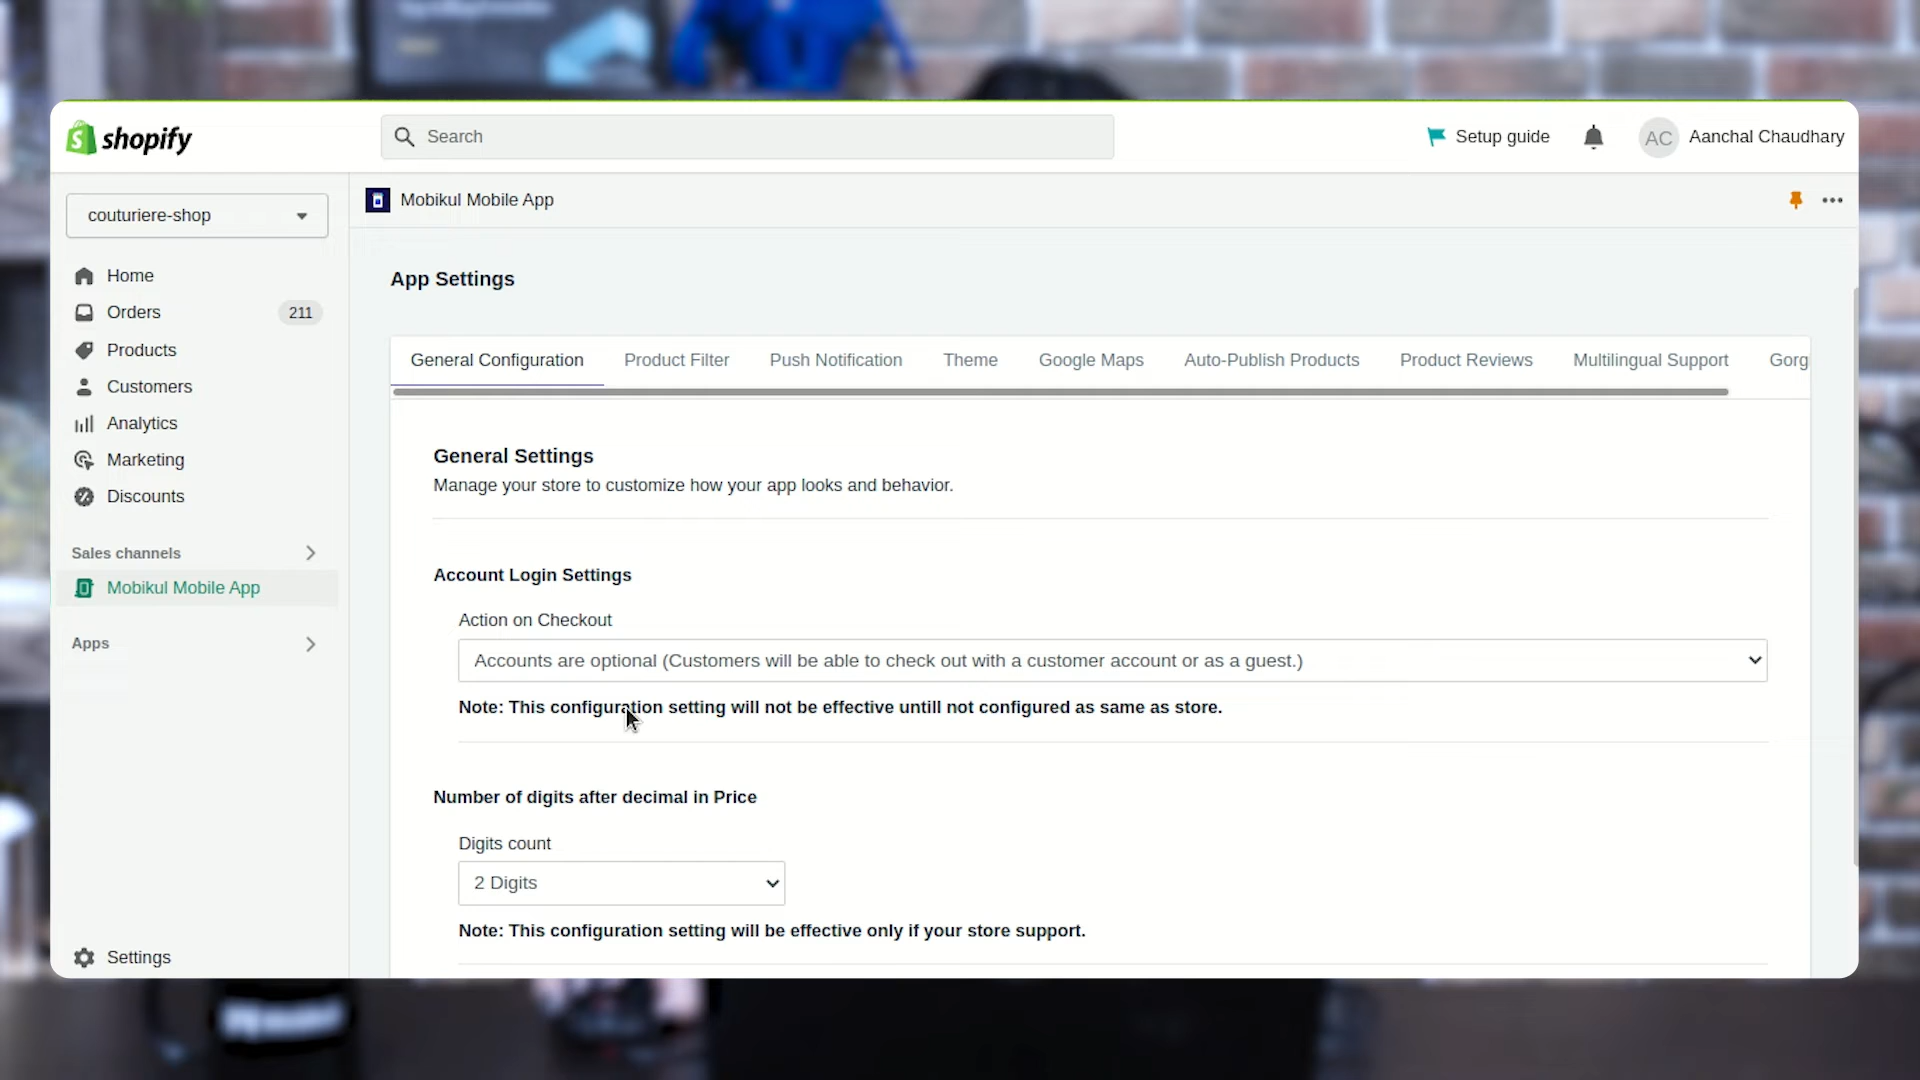 shopify
Search
Setup guide
AC
Aanchal Chaudhary
couturiere-shop
Mobikul Mobile App
Home
Orders
211
Products
Customers
Analytics
Marketing
Discounts
Sales channels
Mobikul Mobile App
Apps
Settings
App Settings
General Configuration
Product Filter
Push Notification
Theme
Google Maps
Auto-Publish Products
Product Reviews
Multilingual Support
Gorg
General Settings
Manage your store to customize how your app looks and behavior.
Account Login Settings
Action on Checkout
Accounts are optional (Customers will be able to check out with a customer account or as a guest.)
Note: This configuration setting will not be effective untill not configured as same as store.
Number of digits after decimal in Price
Digits count
2 Digits
Note: This configuration setting will be effective only if your store support.